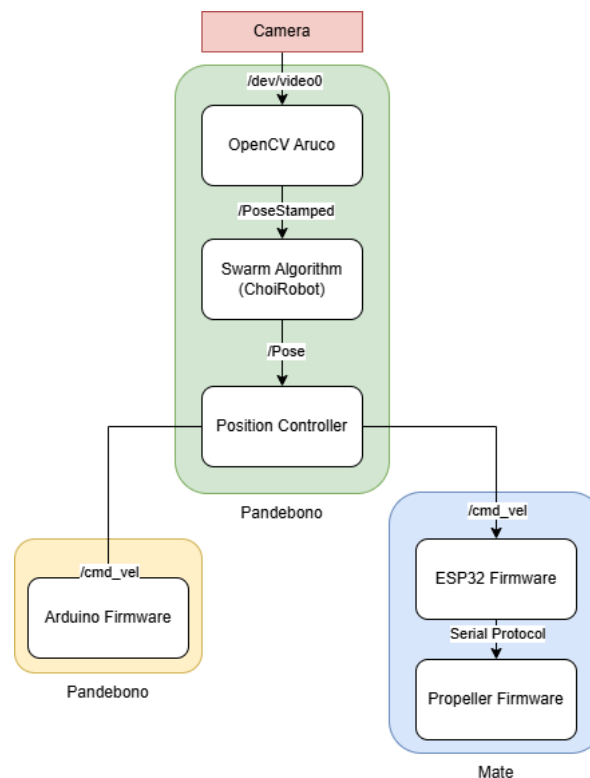 Camera
/dev/video0
OpenCV Aruco
/PoseStamped
Swarm Algorithm
(ChoiRobot)
/Pose
Position Controller
Pandebono
/cmd_vel
Arduino Firmware
Pandebono
/cmd_vel
ESP32 Firmware
Serial Protocol
Propeller Firmware
Mate